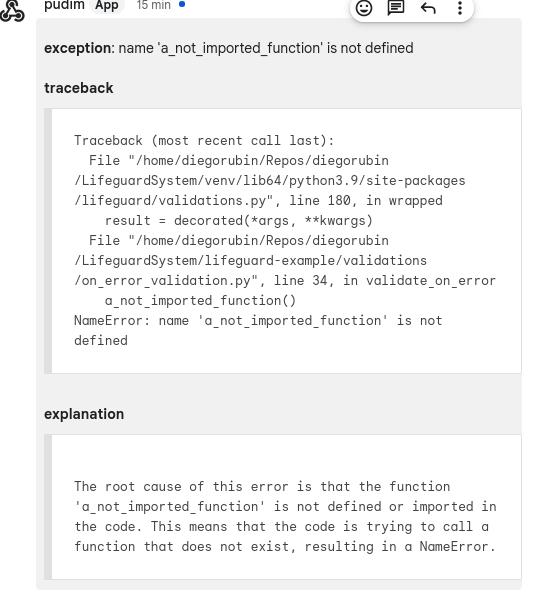 pudim App 15 min
exception: name 'a_not_imported_function' is not defined
traceback
Traceback (most recent call last):
  File "/home/diegorubin/Repos/diegorubin
/LifeguardSystem/venv/lib64/python3.9/site-packages
/lifeguard/validations.py", line 180, in wrapped
    result = decorated(*args, **kwargs)
  File "/home/diegorubin/Repos/diegorubin
/LifeguardSystem/lifeguard-example/validations
/on_error_validation.py", line 34, in validate_on_error
    a_not_imported_function()
NameError: name 'a_not_imported_function' is not
defined
explanation
The root cause of this error is that the function
'a_not_imported_function' is not defined or imported in
the code. This means that the code is trying to call a
function that does not exist, resulting in a NameError.